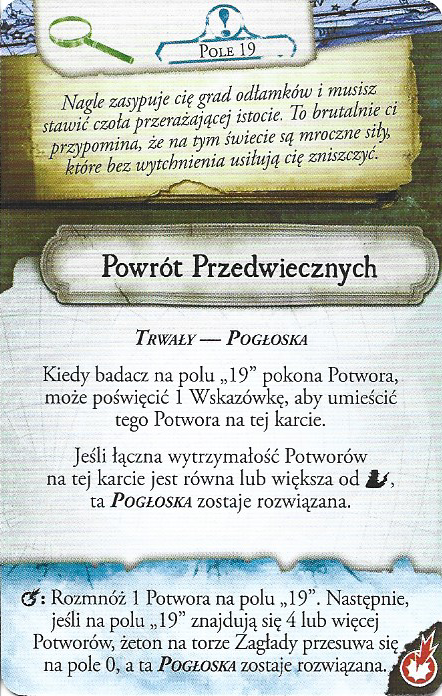 Pole 19
Nagle zasypuje cię grad odłamków i musisz
stawić czoła przerażającej istocie. To brutalnie ci
przypomina, że na tym świecie są mroczne siły,
które bez wytchnienia usiłują cię zniszczyć.
Powrót Przedwiecznych
Trwały — Pogłoska
Kiedy badacz na polu „19” pokona Potwora,
może poświęcić 1 Wskazówkę, aby umieścić
tego Potwora na tej karcie.
Jeśli łączna wytrzymałość Potworów
na tej karcie jest równa lub większa od ,
ta Pogłoska zostaje rozwiązana.
: Rozmnóż 1 Potwora na polu „19”. Następnie,
jeśli na polu „19” znajdują się 4 lub więcej
Potworów, żeton na torze Zagłady przesuwa się
na pole 0, a ta Pogłoska zostaje rozwiązana.